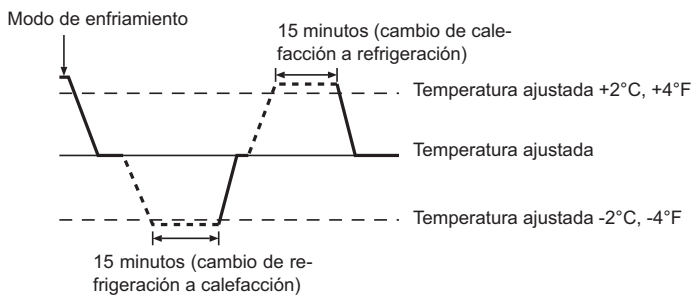 Modo de enfriamiento
15 minutos (cambio de cale-
facción a refrigeración)
Temperatura ajustada +2°C, +4°F
Temperatura ajustada
Temperatura ajustada -2°C, -4°F
15 minutos (cambio de re-
frigeración a calefacción)